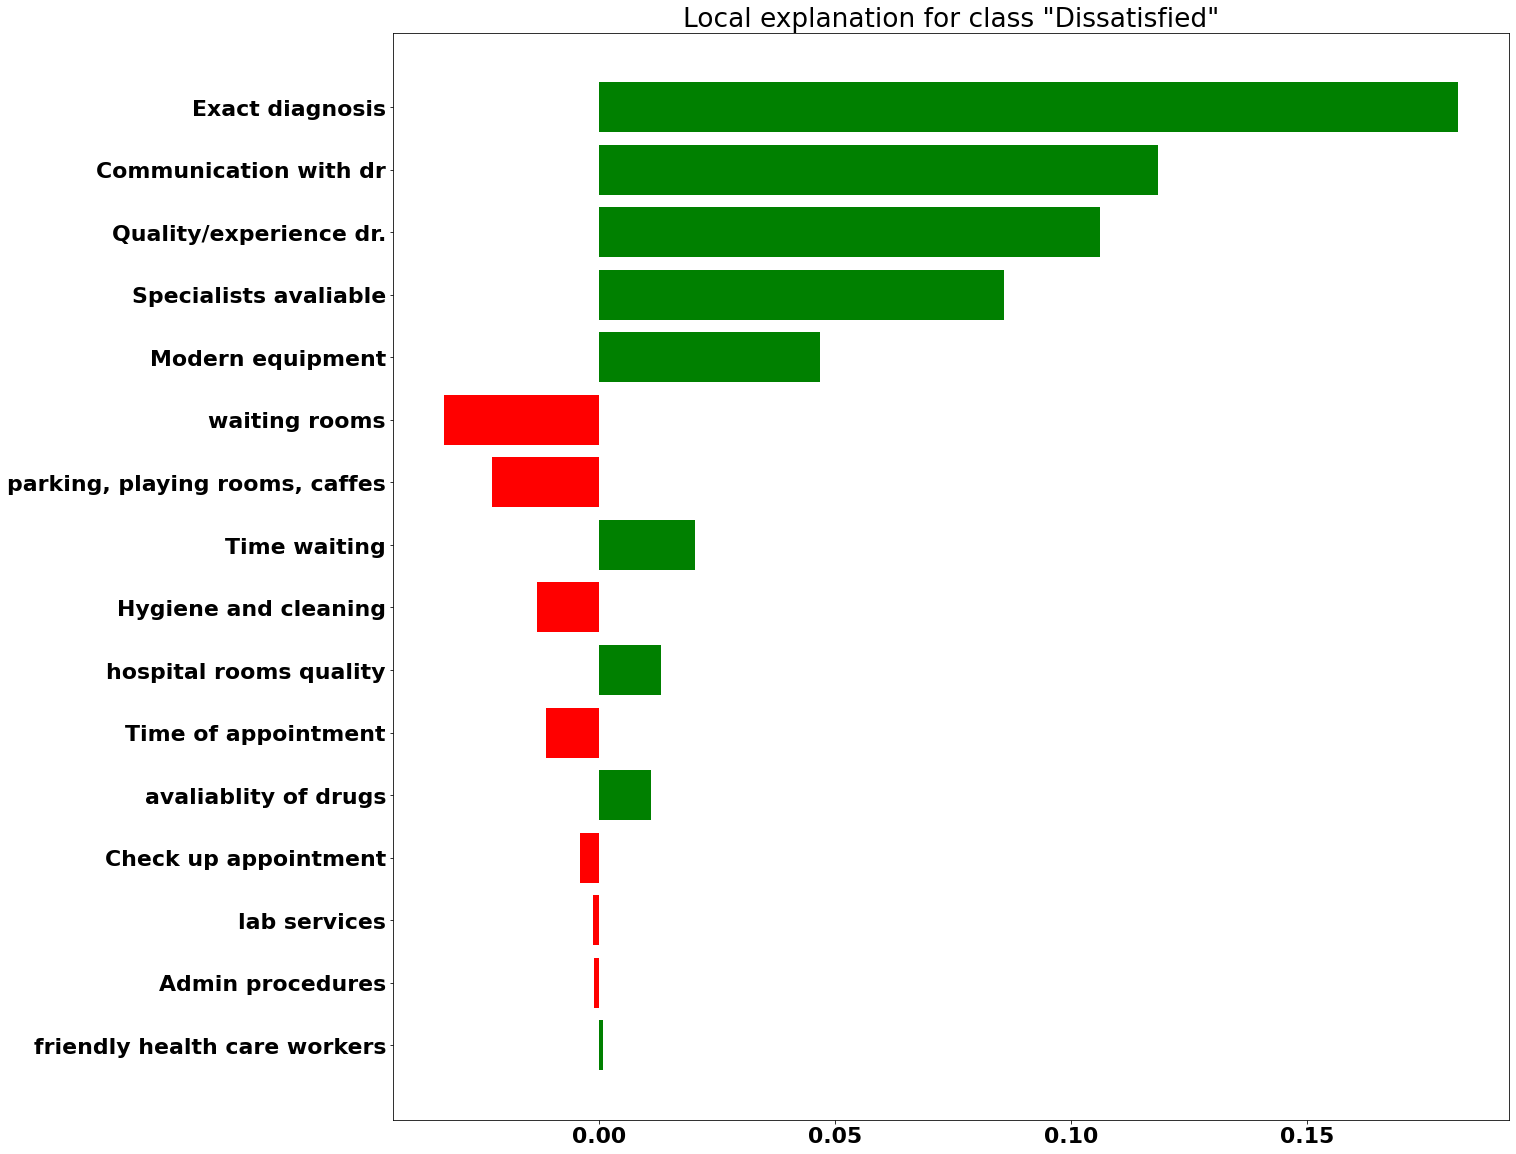 Local explanation for class "Dissatisfied"
Exact diagnosis
Communication with dr
Quality/experience dr.
Specialists avaliable
Modern equipment
waiting rooms
parking, playing rooms, caffes
Time waiting
Hygiene and cleaning
hospital rooms quality
Time of appointment
avaliablity of drugs
Check up appointment
lab services
Admin procedures
friendly health care workers
0.00 0.05 0.10 0.15